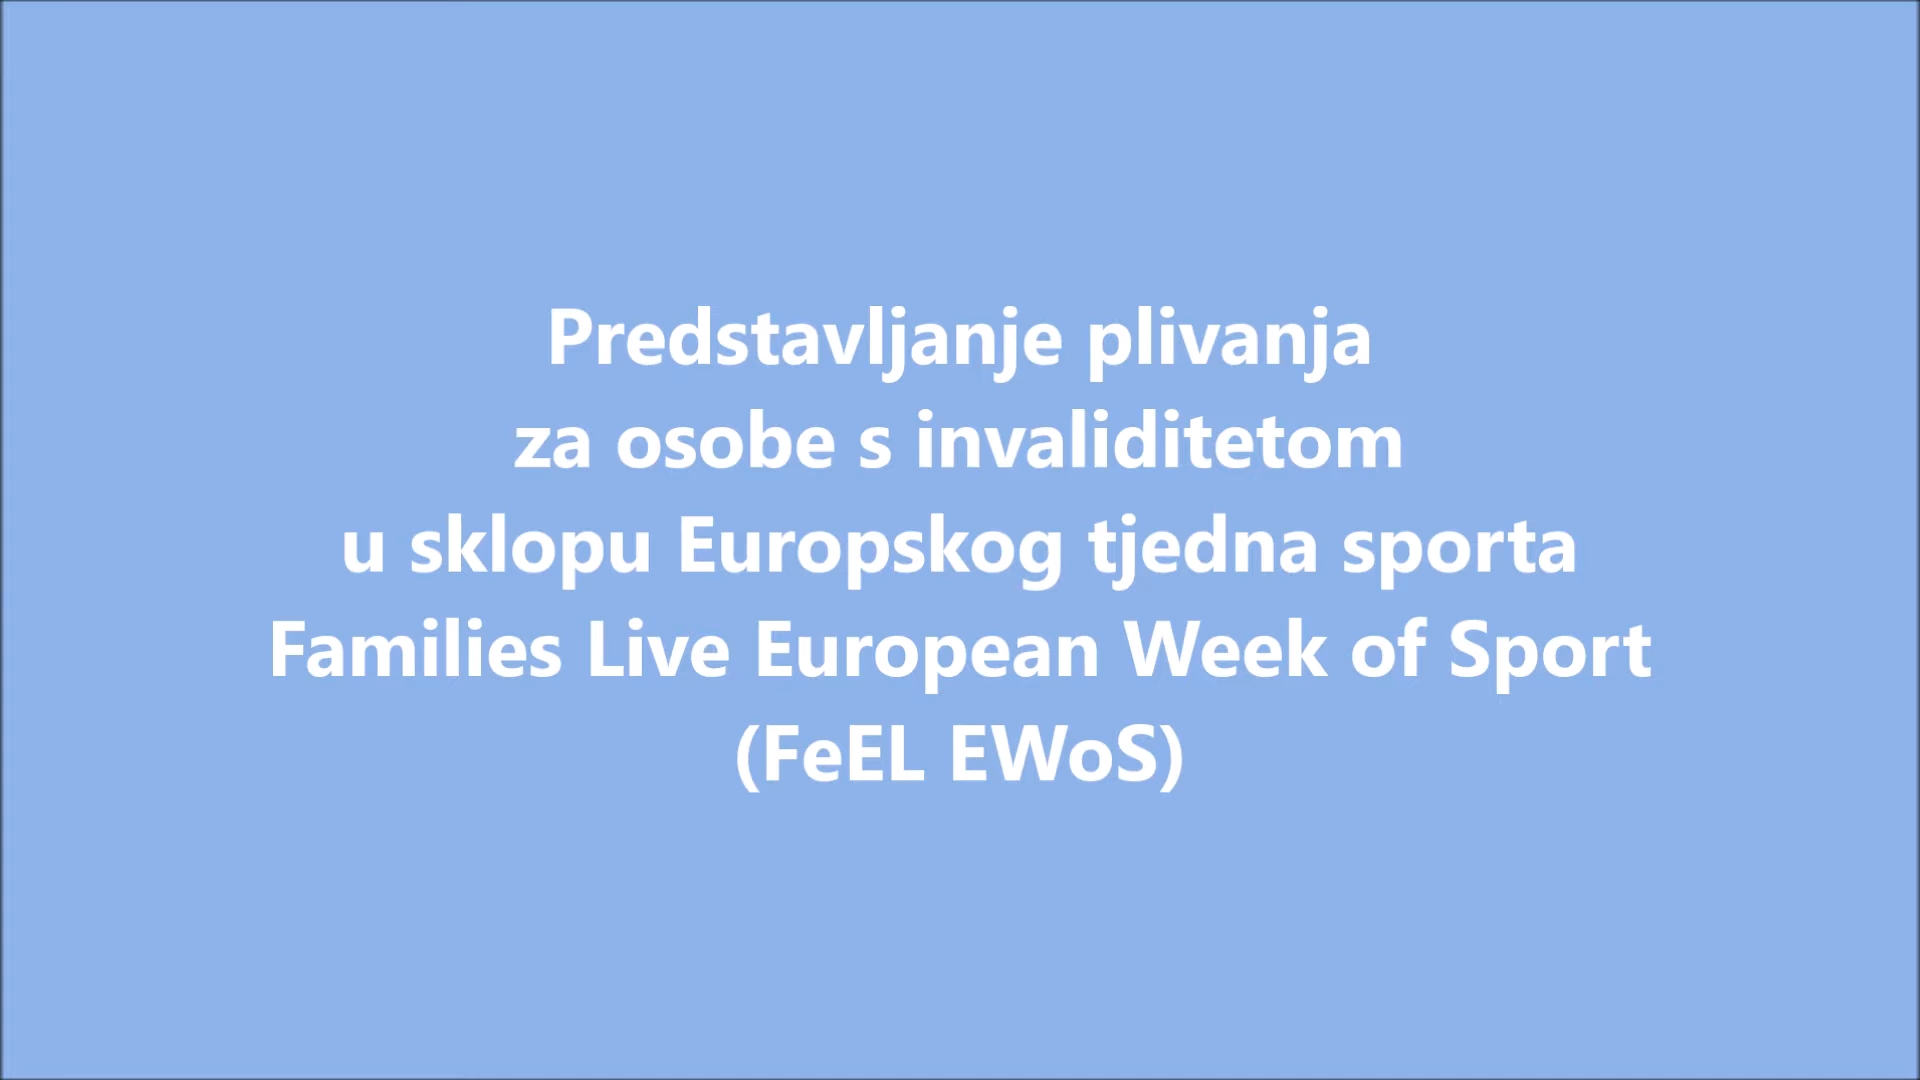 Predstavljanje plivanja
za osobe s invaliditetom
u sklopu Europskog tjedna sporta
Families Live European Week of Sport
(FeEL EWoS)